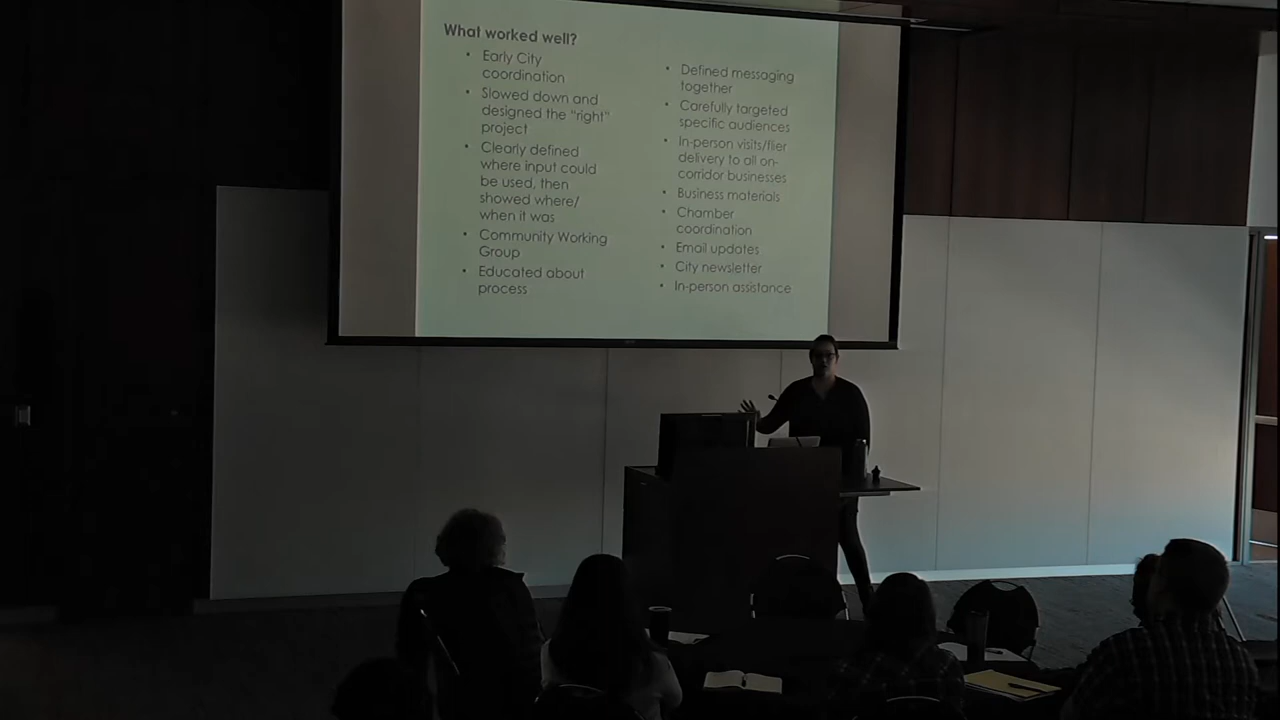 What worked well?
• Early City
coordination
• Slowed down and
designed the "right"
project
• Clearly defined
where input could
be used, then
showed where/
when it was
• Community Working
Group
• Educated about
process
• Defined messaging
together
• Carefully targeted
specific audiences
• In-person visits/flier
delivery to all on-
corridor businesses
• Business materials
• Chamber
coordination
• Email updates
• City newsletter
• In-person assistance